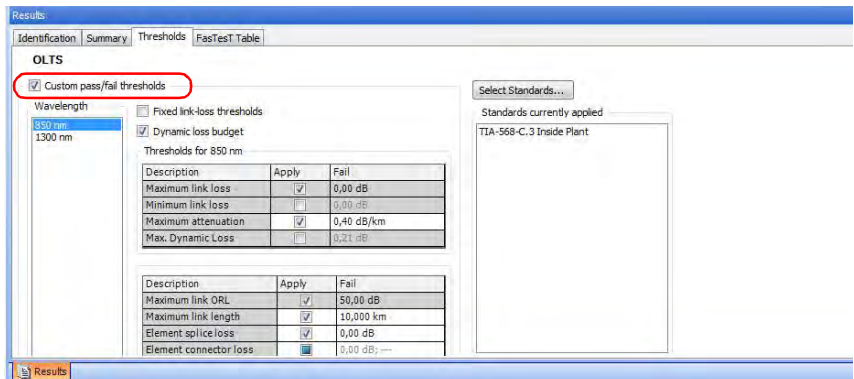 Results
Identification Summary Thresholds FasTesT Table
OLTS
Custom pass/fail thresholds
Wavelength
850 nm
1300 nm
Fixed link-loss thresholds
Dynamic loss budget
Thresholds for 850 nm
Description Apply Fail
Maximum link loss 0,00 dB
Minimum link loss 0,00 dB
Maximum attenuation 0,40 dB/km
Max. Dynamic Loss 0,21 dB
Description Apply Fail
Maximum link ORL 50,00 dB
Maximum link length 10,000 km
Element splice loss 0,00 dB
Element connector loss 0,00 dB; ---
Select Standards...
Standards currently applied
TIA-568-C.3 Inside Plant
Results